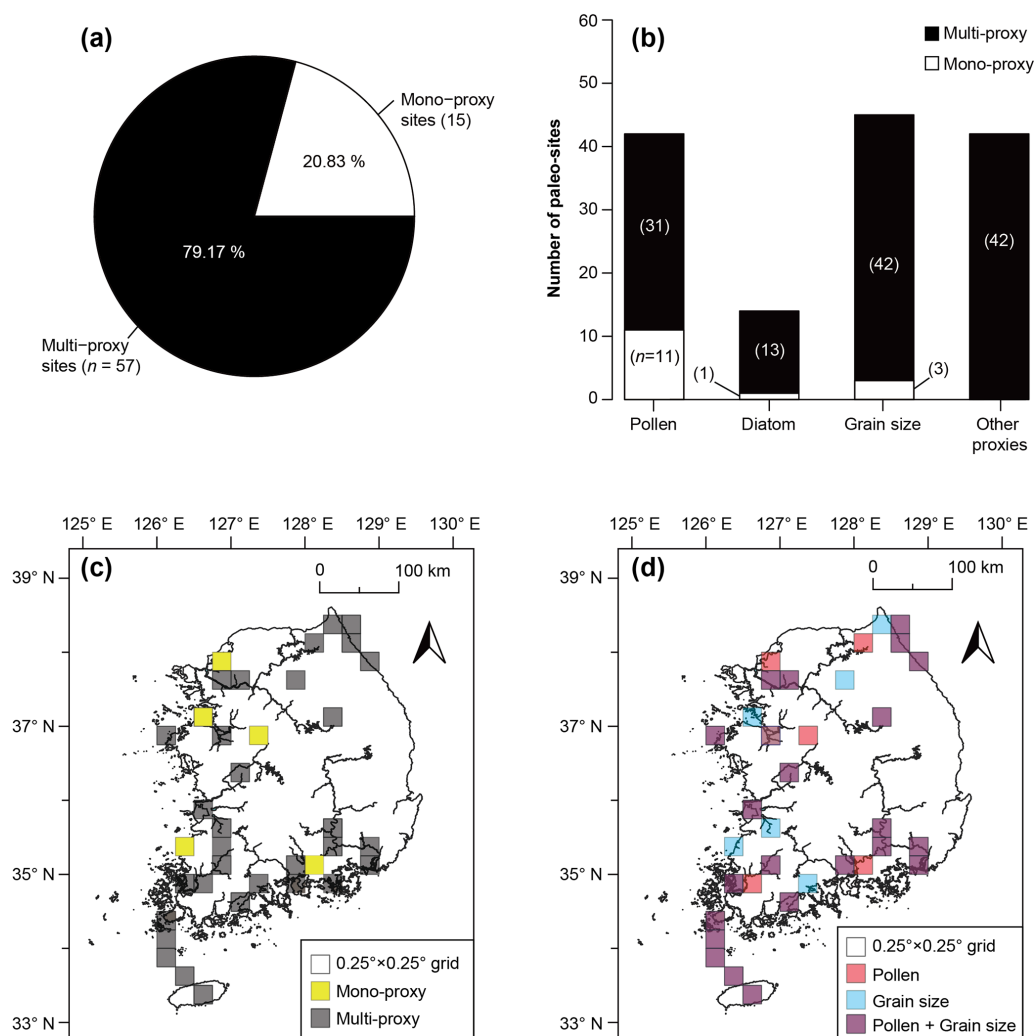 (a)
Mono−proxy
sites (15)
20.83 %
79.17 %
Multi−proxy
sites (n = 57)
(b)
Multi-proxy
Mono-proxy
Number of paleo-sites
60
50
40
30
20
10
0
(31)
(n=11)
(1)
(13)
(42)
(3)
(42)
Pollen
Diatom
Grain size
Other
proxies
125° E
126° E
127° E
128° E
129° E
130° E
39° N
37° N
35° N
33° N
(c)
0
100 km
0.25°×0.25° grid
Mono-proxy
Multi-proxy
125° E
126° E
127° E
128° E
129° E
130° E
39° N
37° N
35° N
33° N
(d)
0
100 km
0.25°×0.25° grid
Pollen
Grain size
Pollen + Grain size